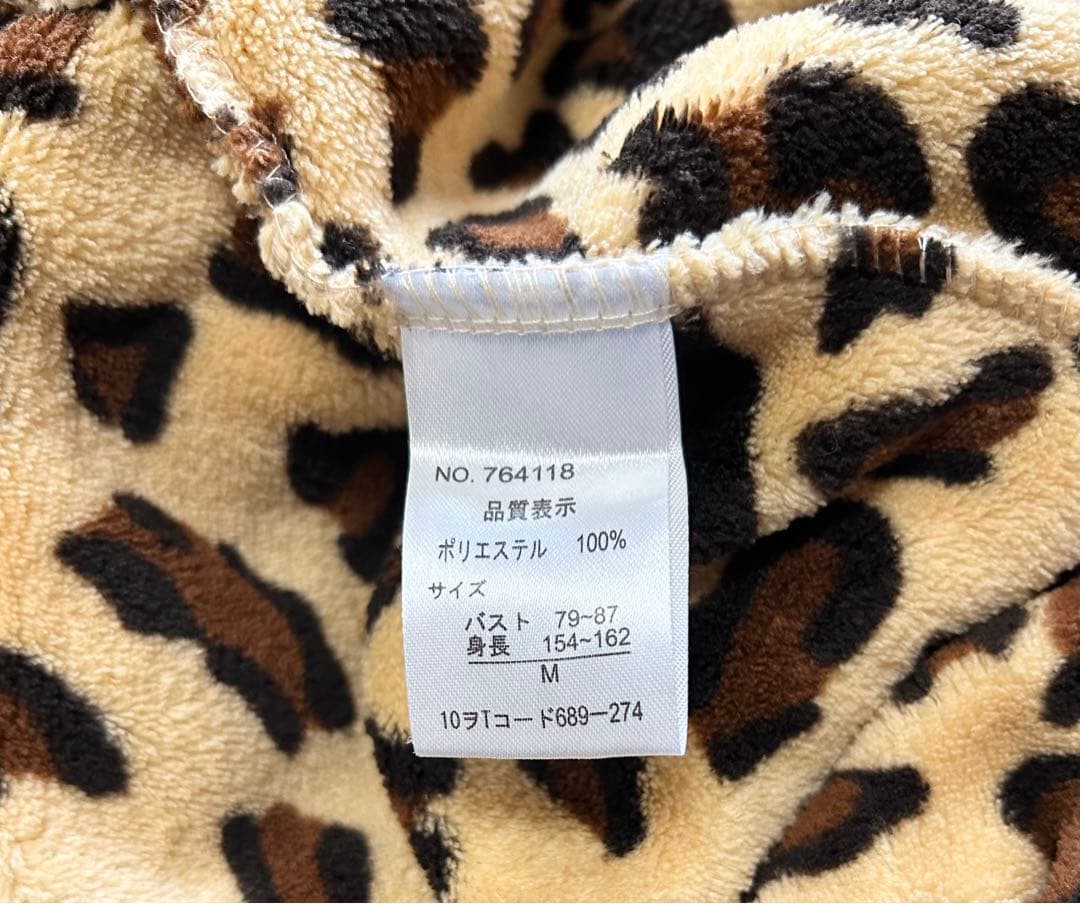 NO. 764118
品質表示
ポリエステル 100%
サイズ
バスト 79~87
身長 154~162
M
10ヲTコード689ー274